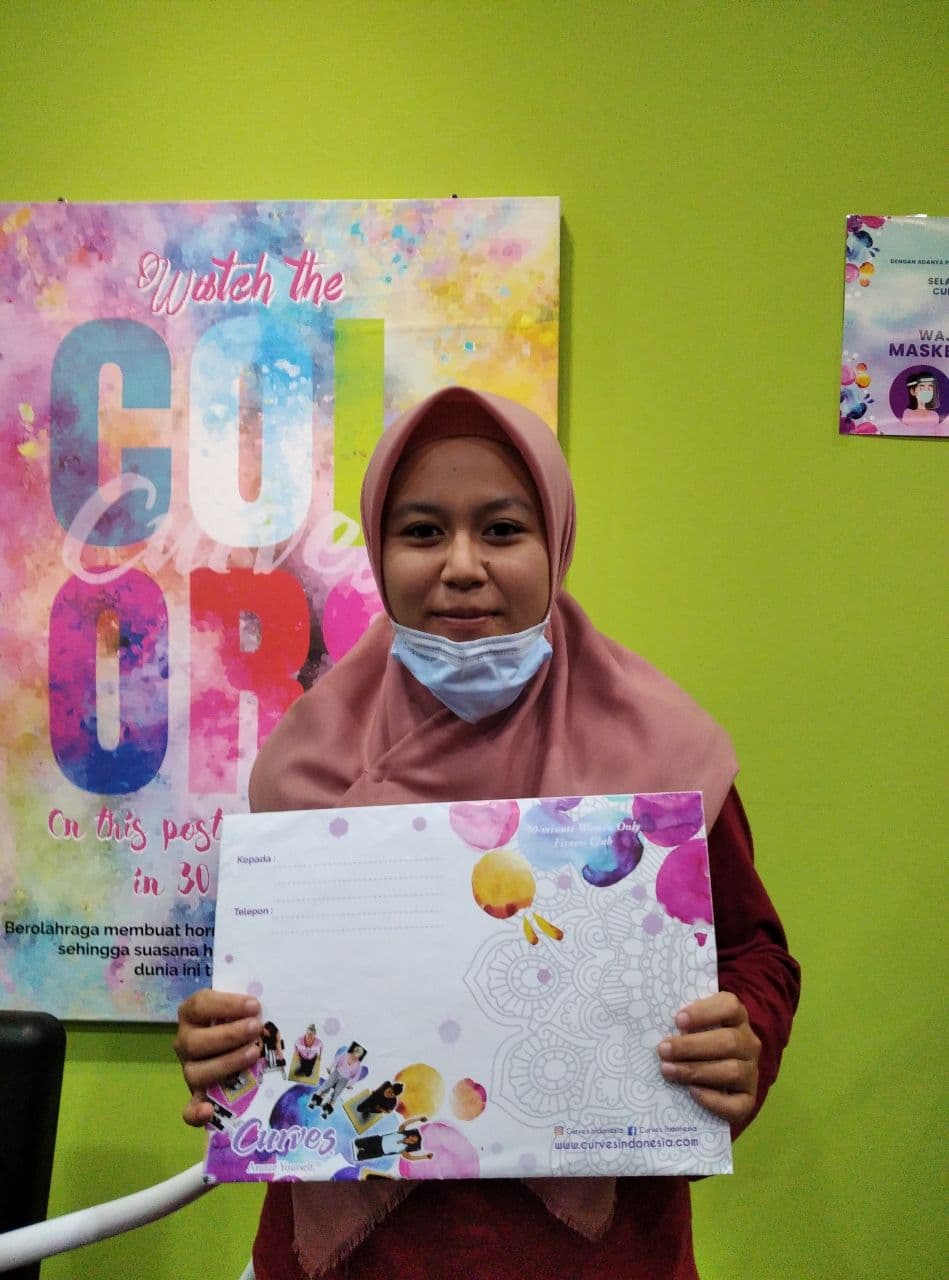 Watch the
COL
Curves
OR
On this post
in 30
Berolahraga membuat horm
sehingga suasana h
dunia ini t
DENGAN ADANYA P
SELA
CU
WAJ
MASKE
30-minute Women Only
Fitness Club
Kepada :
Telepon :
Curves
Amaze Yourself.
Curves Indonesia Curves Indonesia
www.curvesindonesia.com